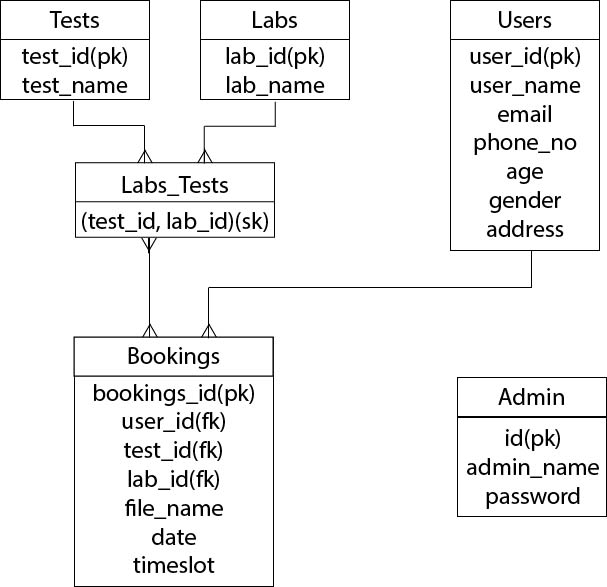 Tests
test_id(pk)
test_name
Labs
lab_id(pk)
lab_name
Users
user_id(pk)
user_name
email
phone_no
age
gender
address
Labs_Tests
(test_id, lab_id)(sk)
Bookings
bookings_id(pk)
user_id(fk)
test_id(fk)
lab_id(fk)
file_name
date
timeslot
Admin
id(pk)
admin_name
password